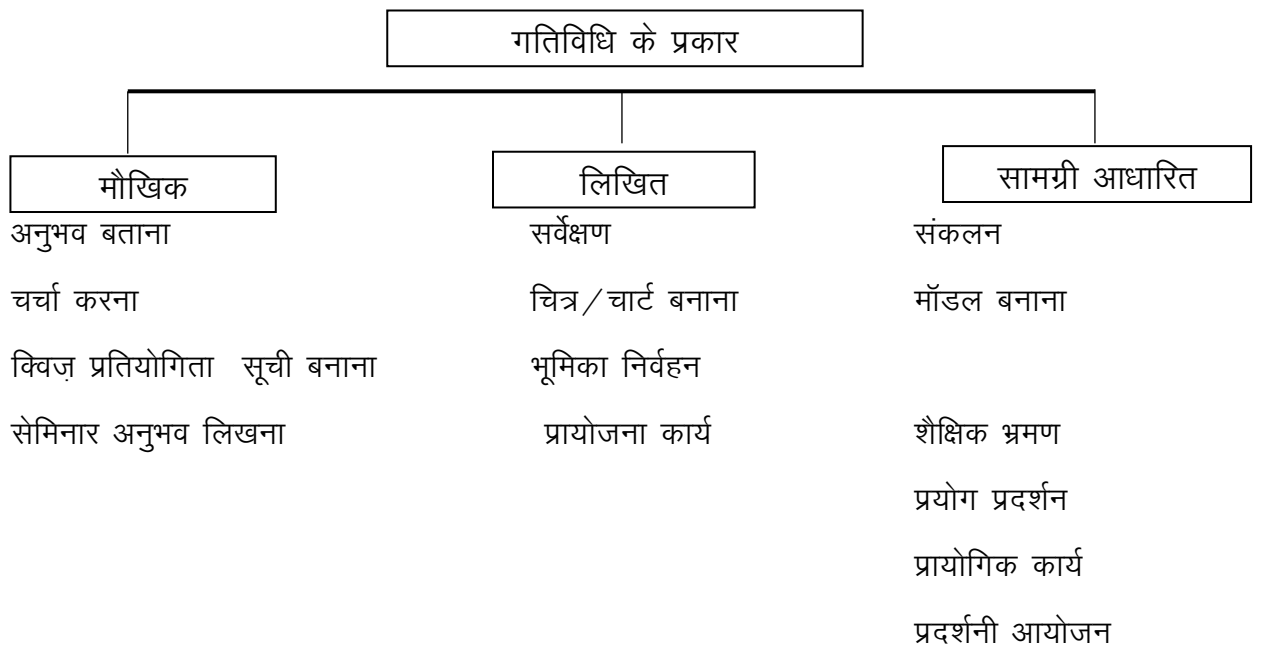 गतिविधि के प्रकार
मौखिक
लिखित
सामग्री आधारित
अनुभव बताना
सर्वेक्षण
संकलन
चर्चा करना
चित्र/चार्ट बनाना
मॉडल बनाना
क्विज़ प्रतियोगिता सूची बनाना
भूमिका निर्वहन
सेमिनार अनुभव लिखना
प्रायोजना कार्य
शैक्षिक भ्रमण
प्रयोग प्रदर्शन
प्रायोगिक कार्य
प्रदर्शनी आयोजन